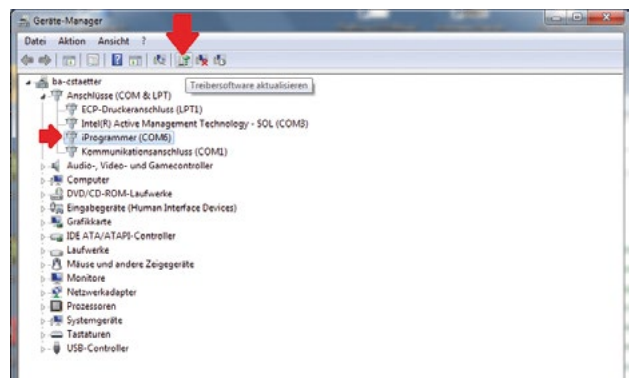 Geräte-Manager
Datei Aktion Ansicht ?
Treibersoftware aktualisieren
ba-cstaetter
Anschlüsse (COM & LPT)
ECP-Druckeranschluss (LPT1)
Intel(R) Active Management Technology - SOL (COM3)
iProgrammer (COM6)
Kommunikationsanschluss (COM1)
Audio-, Video- und Gamecontroller
Computer
DVD/CD-ROM-Laufwerke
Eingabegeräte (Human Interface Devices)
Grafikkarte
IDE ATA/ATAPI-Controller
Laufwerke
Mäuse und andere Zeigegeräte
Monitore
Netzwerkadapter
Prozessoren
Systemgeräte
Tastaturen
USB-Controller